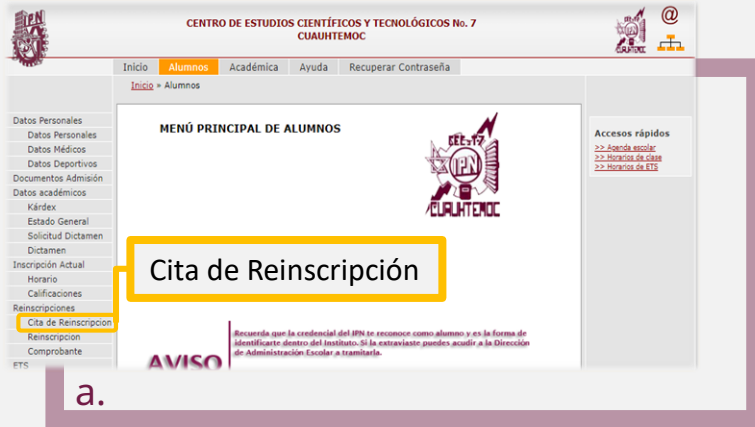 CENTRO DE ESTUDIOS CIENTÍFICOS Y TECNOLÓGICOS No. 7
CUAUHTEMOC
IPN
CUAUHTEMOC
@
Inicio Alumnos Académica Ayuda Recuperar Contraseña
Inicio » Alumnos
Datos Personales
Datos Personales
Datos Médicos
Datos Deportivos
Documentos Admisión
Datos académicos
Kárdex
Estado General
Solicitud Dictamen
Dictamen
Inscripción Actual
Horario
Calificaciones
Reinscripciones
Cita de Reinscripcion
Reinscripcion
Comprobante
ETS
MENÚ PRINCIPAL DE ALUMNOS
IPN
CUAUHTEMOC
Cita de Reinscripción
AVISO
Recuerda que la credencial del IPN te reconoce como alumno y es la forma de
identificarte dentro del Instituto. Si la extraviaste puedes acudir a la Dirección
de Administración Escolar a tramitarla.
Accesos rápidos
>> Agenda escolar
>> Horarios de clase
>> Horarios de ETS
a.